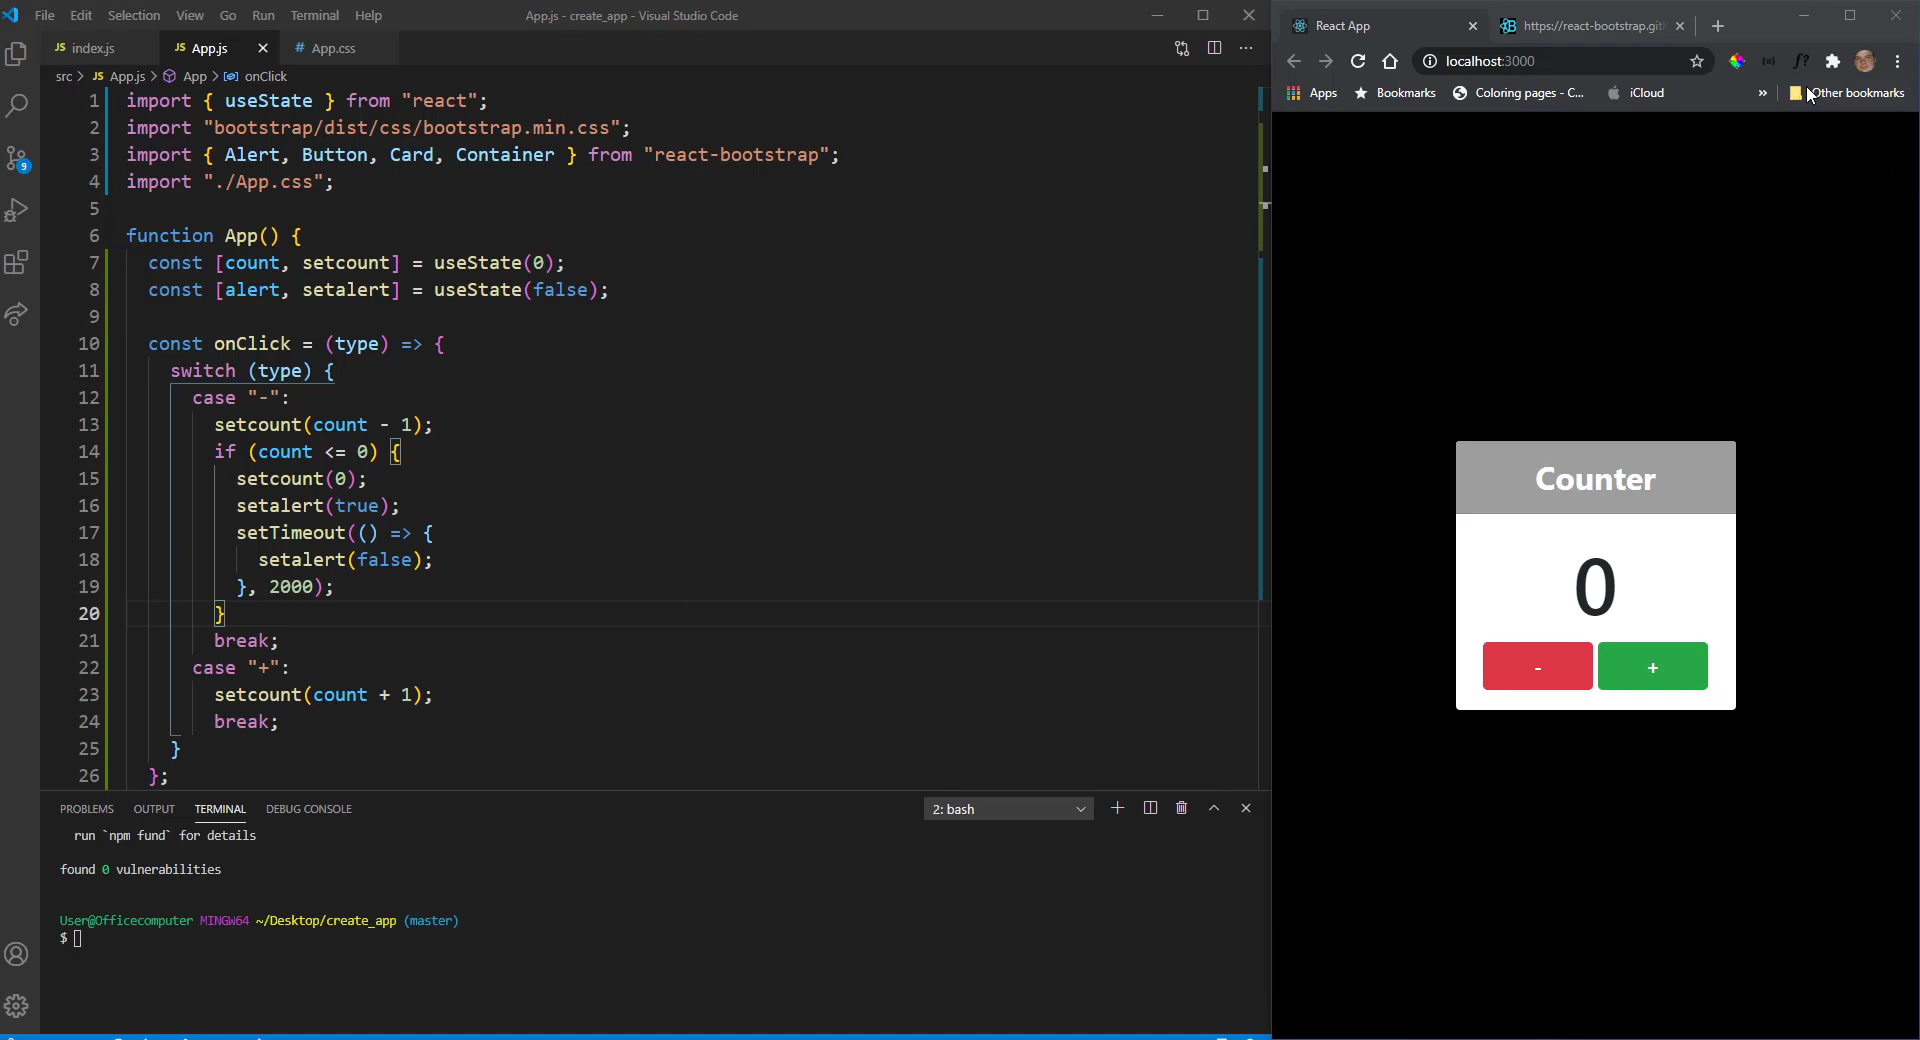 File Edit Selection View Go Run Terminal Help
App.js - create_app - Visual Studio Code
JS index.js
JS App.js
# App.css
src > JS App.js > App > onClick
1 import { useState } from "react";
2 import "bootstrap/dist/css/bootstrap.min.css";
3 import { Alert, Button, Card, Container } from "react-bootstrap";
4 import "./App.css";
5
6 function App() {
7 const [count, setcount] = useState(0);
8 const [alert, setalert] = useState(false);
9
10 const onClick = (type) => {
11 switch (type) {
12 case "-":
13 setcount(count - 1);
14 if (count <= 0) {
15 setcount(0);
16 setalert(true);
17 setTimeout(() => {
18 setalert(false);
19 }, 2000);
20 }
21 break;
22 case "+":
23 setcount(count + 1);
24 break;
25 }
26 };
9
PROBLEMS OUTPUT TERMINAL DEBUG CONSOLE
2: bash
run `npm fund` for details
found 0 vulnerabilities
User@Officecomputer MINGW64 ~/Desktop/create_app (master)
$
React App
https://react-bootstrap.gith
localhost:3000
Apps Bookmarks Coloring pages - C... iCloud » Other bookmarks
Counter
0
- +